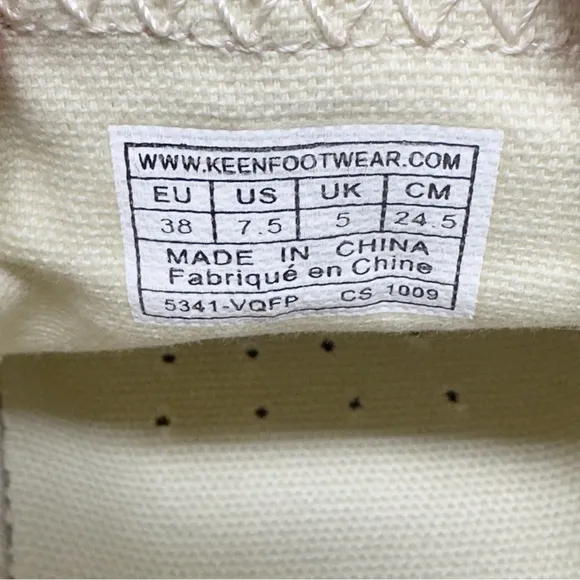 WWW.KEENFOOTWEAR.COM
EU US UK CM
38 7.5 5 24.5
MADE IN CHINA
Fabriqué en Chine
5341-VQFP CS 1009